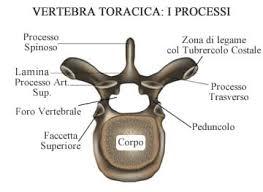 VERTEBRA TORACICA: I PROCESSI
Processo
Spinoso
Zona di legame
col Tubrercolo Costale
Lamina
Processo Art.
Sup.
Processo
Trasverso
Foro Vertebrale
Peduncolo
Faccetta
Superiore
Corpo